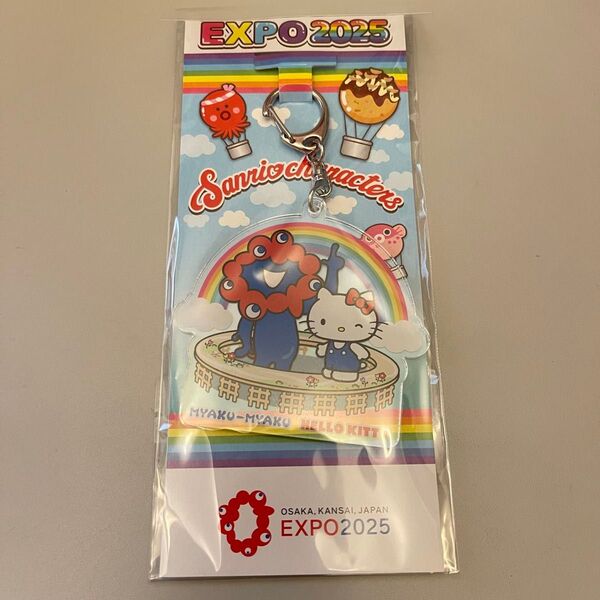 EXPO2025
Sanrio characters
MYAKU-MYAKU HELLO KITT
OSAKA, KANSAI, JAPAN
EXPO2025